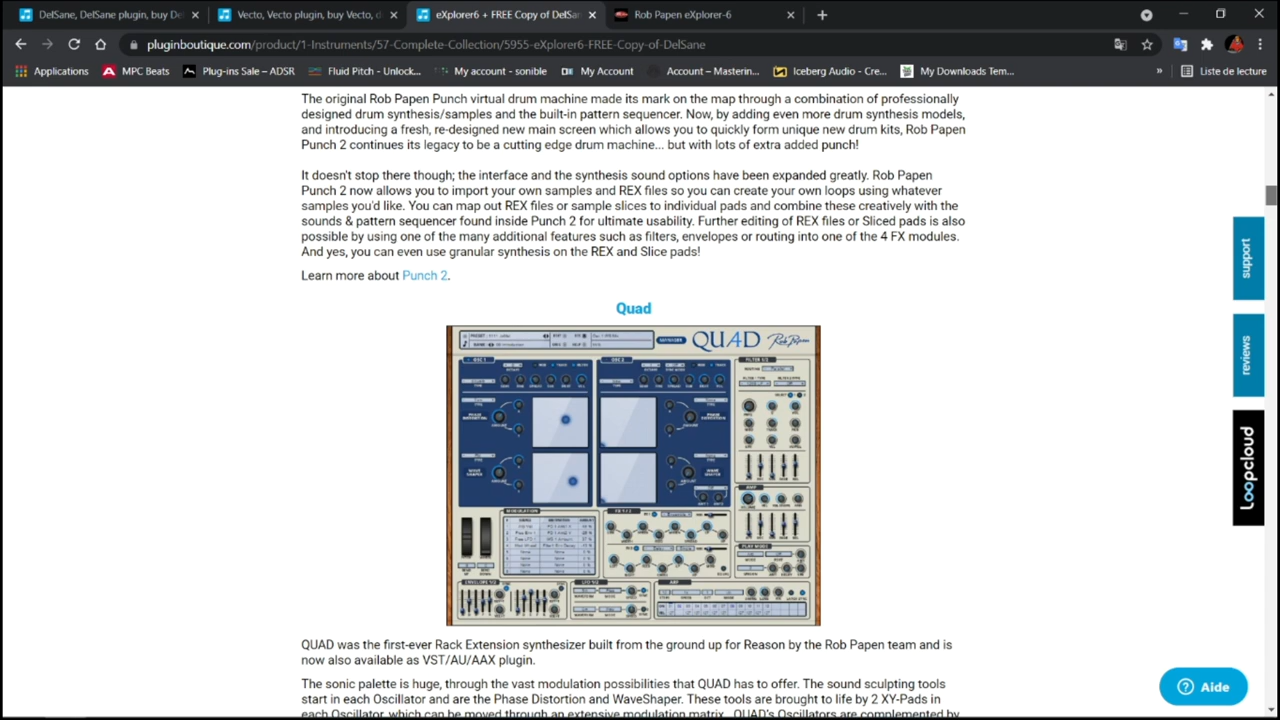 DelSane, DelSane plugin, buy De
Vecto, Vecto plugin, buy Vecto, d
eXplorer6 + FREE Copy of DelSan
Rob Papen eXplorer-6
pluginboutique.com/product/1-Instruments/57-Complete-Collection/5955-eXplorer6-FREE-Copy-of-DelSane
Applications
MPC Beats
Plug-ins Sale – ADSR
Fluid Pitch - Unlock...
My account - sonible
My Account
Account – Masterin...
Iceberg Audio - Cre...
My Downloads Tem...
»
Liste de lecture
The original Rob Papen Punch virtual drum machine made its mark on the map through a combination of professionally
designed drum synthesis/samples and the built-in pattern sequencer. Now, by adding even more drum synthesis models,
and introducing a fresh, re-designed new main screen which allows you to quickly form unique new drum kits, Rob Papen
Punch 2 continues its legacy to be a cutting edge drum machine... but with lots of extra added punch!
It doesn't stop there though; the interface and the synthesis sound options have been expanded greatly. Rob Papen
Punch 2 now allows you to import your own samples and REX files so you can create your own loops using whatever
samples you'd like. You can map out REX files or sample slices to individual pads and combine these creatively with the
sounds & pattern sequencer found inside Punch 2 for ultimate usability. Further editing of REX files or Sliced pads is also
possible by using one of the many additional features such as filters, envelopes or routing into one of the 4 FX modules.
And yes, you can even use granular synthesis on the REX and Slice pads!
Learn more about Punch 2.
Quad
QU4D
Rob Papen
QUAD was the first-ever Rack Extension synthesizer built from the ground up for Reason by the Rob Papen team and is
now also available as VST/AU/AAX plugin.
The sonic palette is huge, through the vast modulation possibilities that QUAD has to offer. The sound sculpting tools
start in each Oscillator and are the Phase Distortion and WaveShaper. These tools are brought to life by 2 XY-Pads in
each Oscillator, which can be moved through an extensive modulation matrix. QUAD's Oscillators are complemented by
support
reviews
loopcloud
Aide